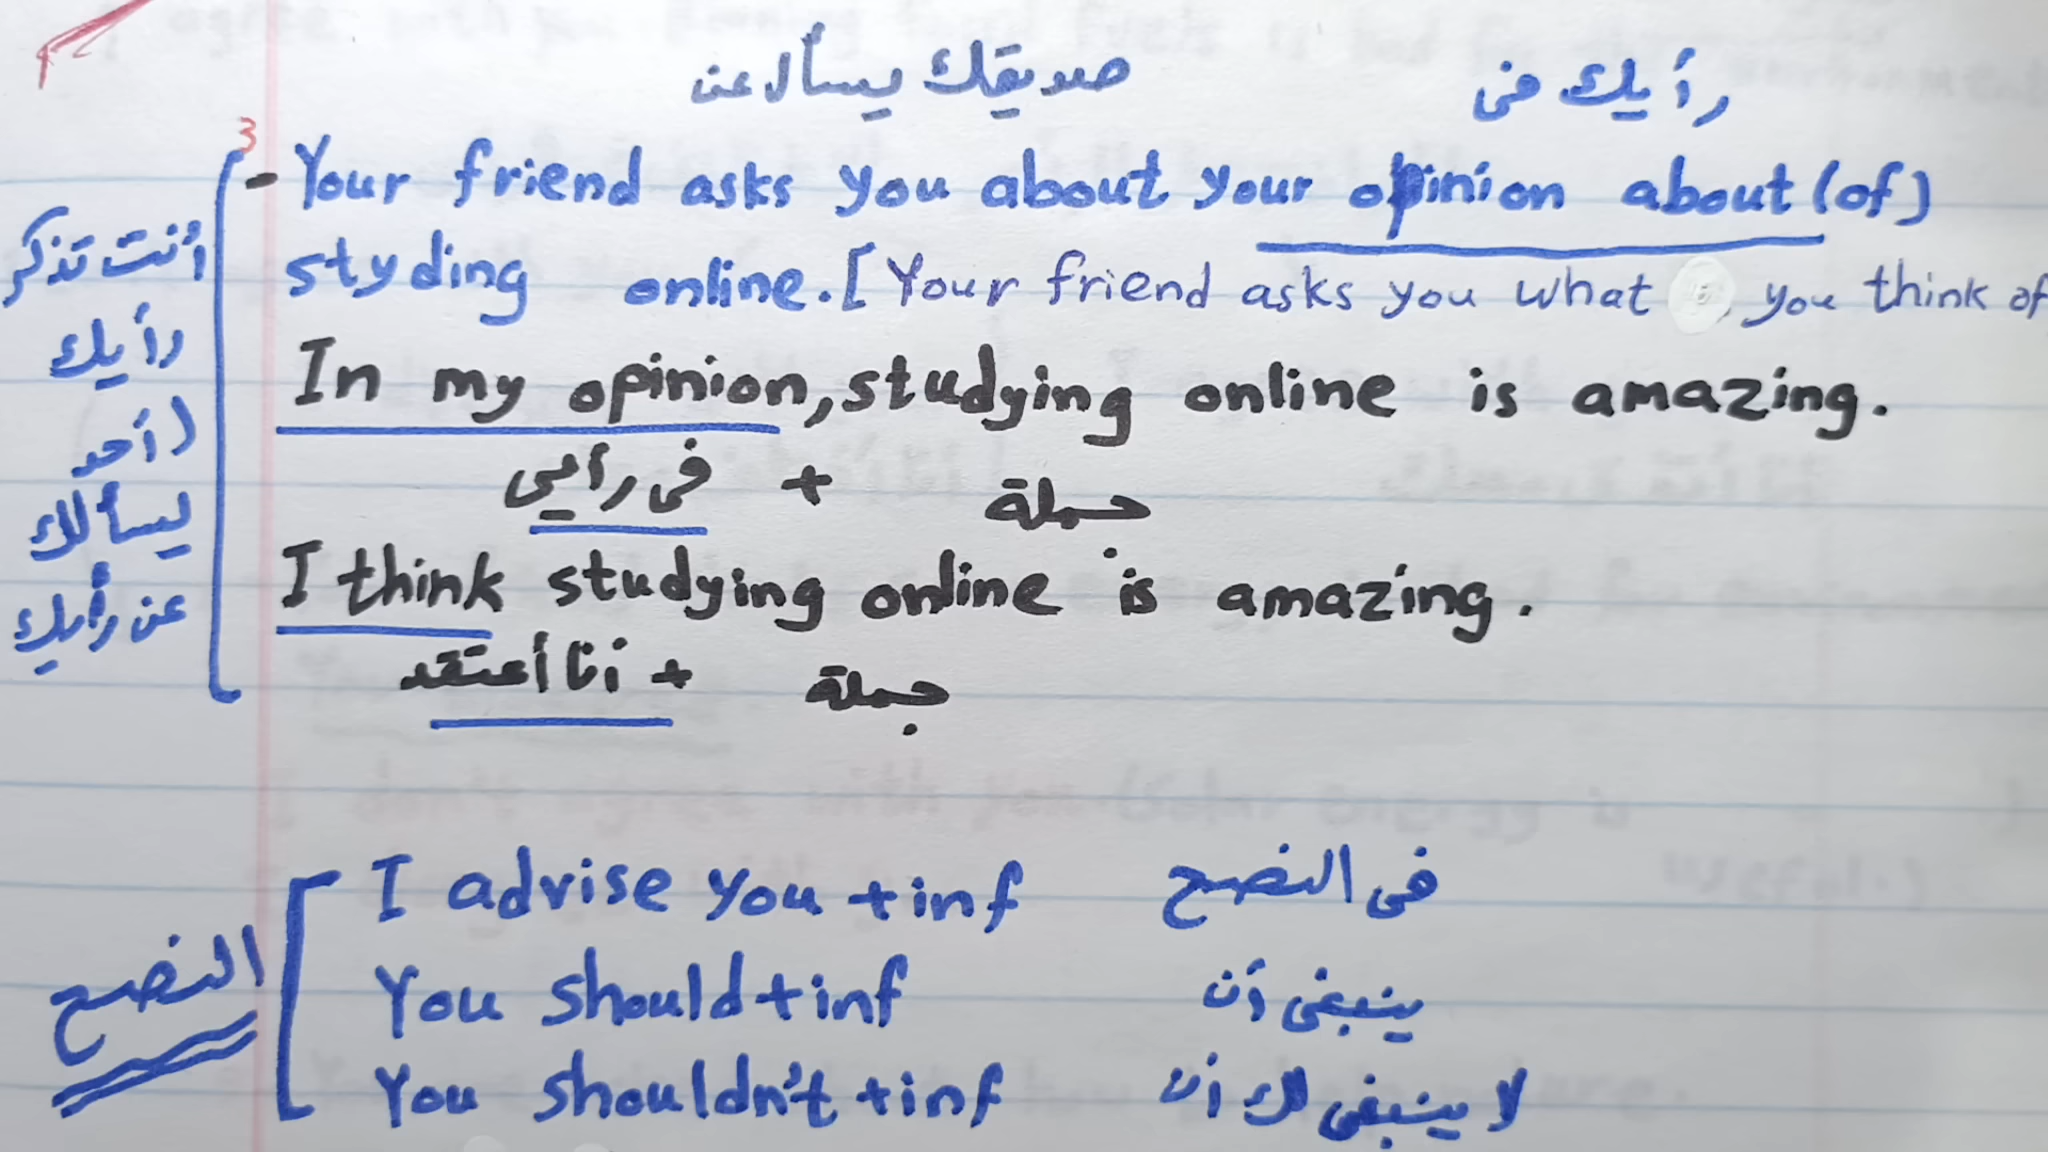 صديقك يسأل عن رأيك فى
3
- Your friend asks you about your opinion about (of)
styding online. [Your friend asks you what you think of
In my opinion, studying online is amazing.
فى رأيى + جملة
I think studying online is amazing.
أنا أعتقد + جملة
أنت تذكر
رأيك
(أحد
يسألك
عن رأيك
النصح
I advise you + inf فى النصح
You should + inf ينبغى أن
You shouldn't + inf لا ينبغى لك أن